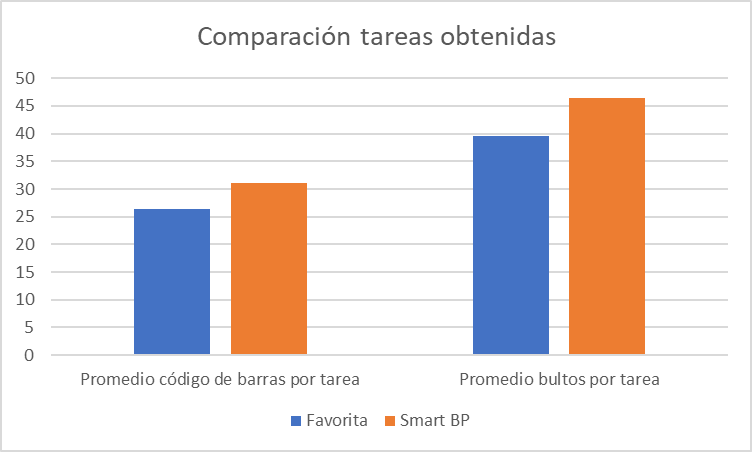 Comparación tareas obtenidas
50
45
40
35
30
25
20
15
10
5
0
Promedio código de barras por tarea
Promedio bultos por tarea
Favorita
Smart BP